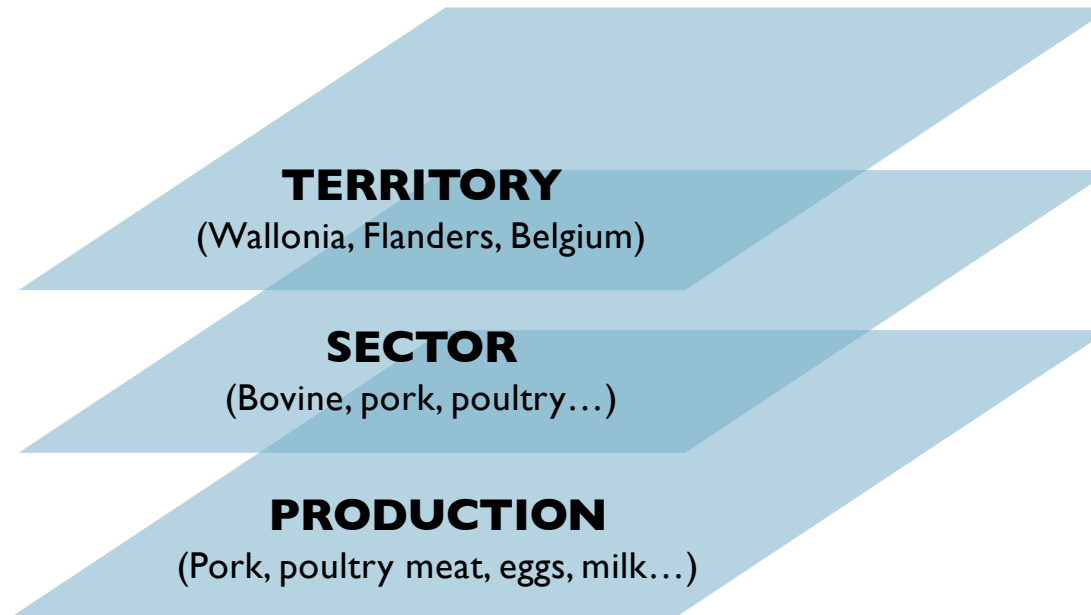 TERRITORY
(Wallonia, Flanders, Belgium)
SECTOR
(Bovine, pork, poultry…)
PRODUCTION
(Pork, poultry meat, eggs, milk…)